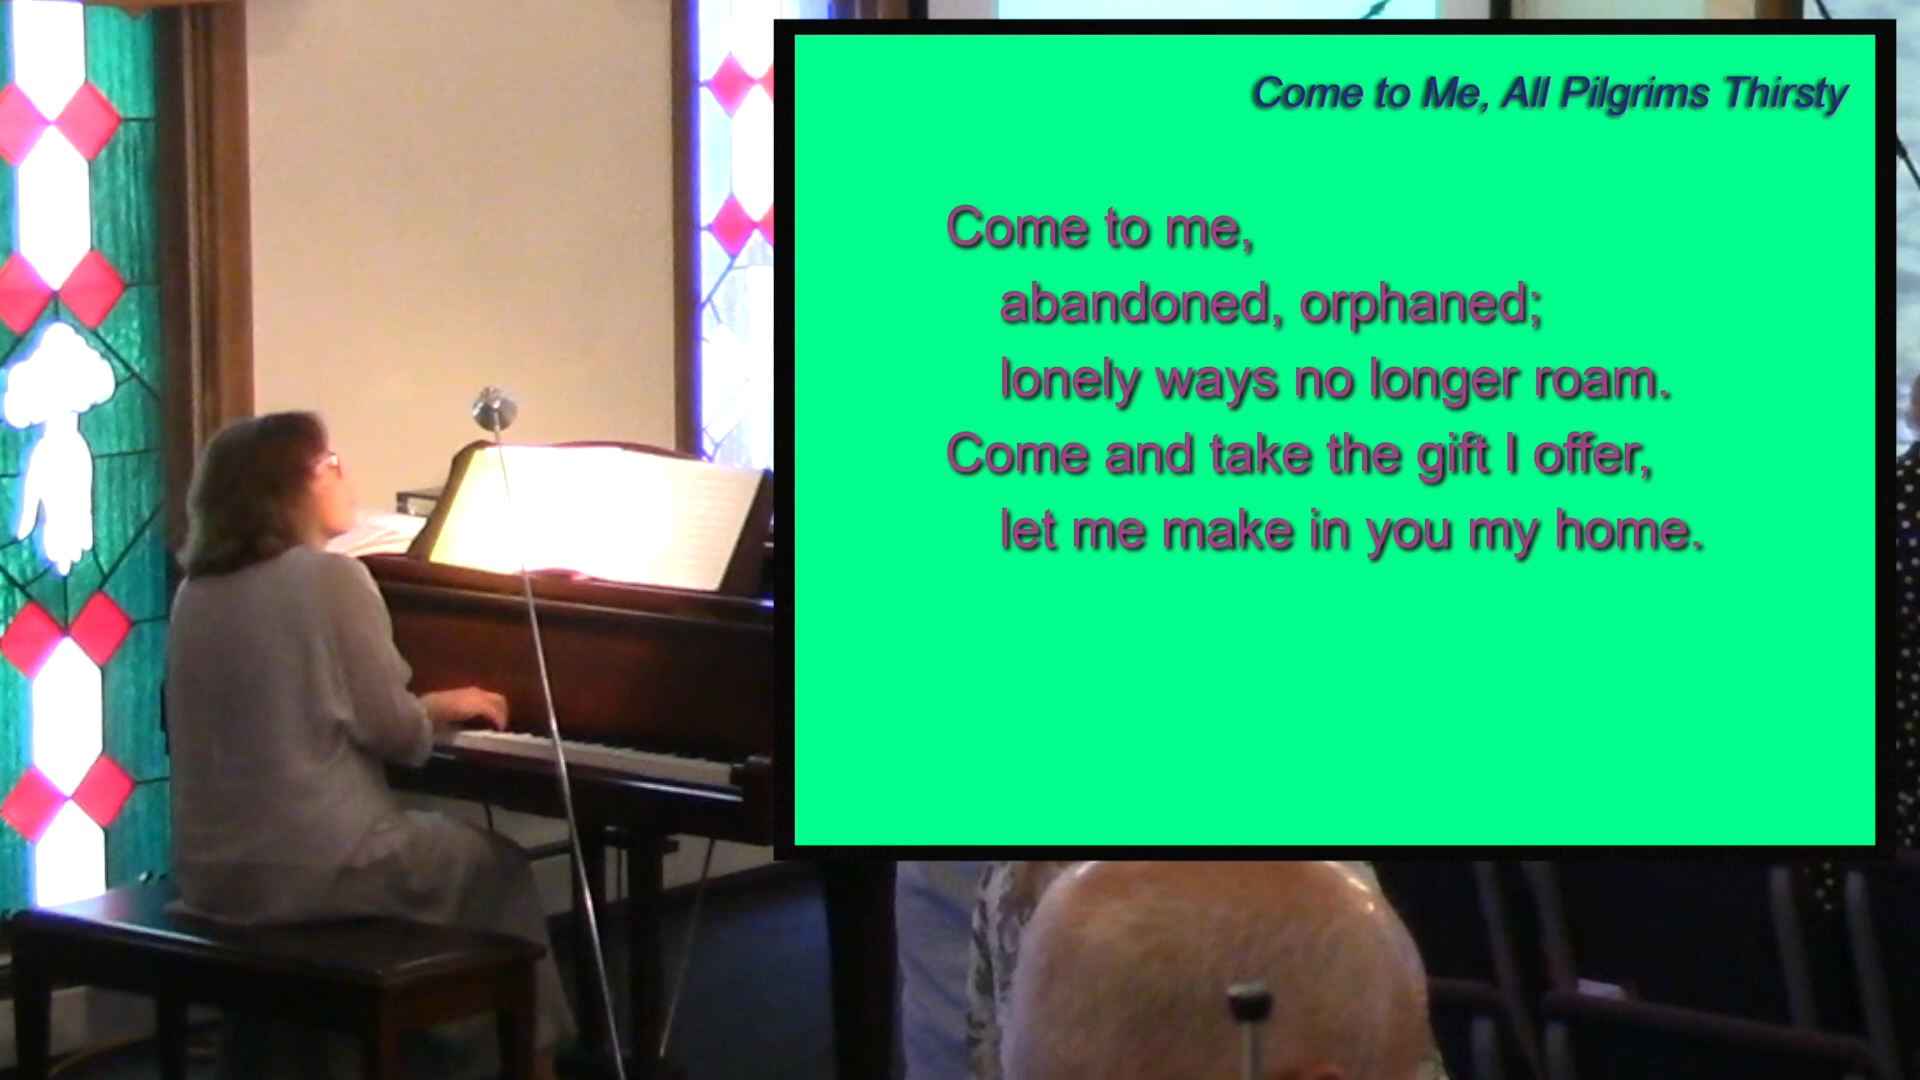 Come to Me, All Pilgrims Thirsty
Come to me,
abandoned, orphaned;
lonely ways no longer roam.
Come and take the gift I offer,
let me make in you my home.